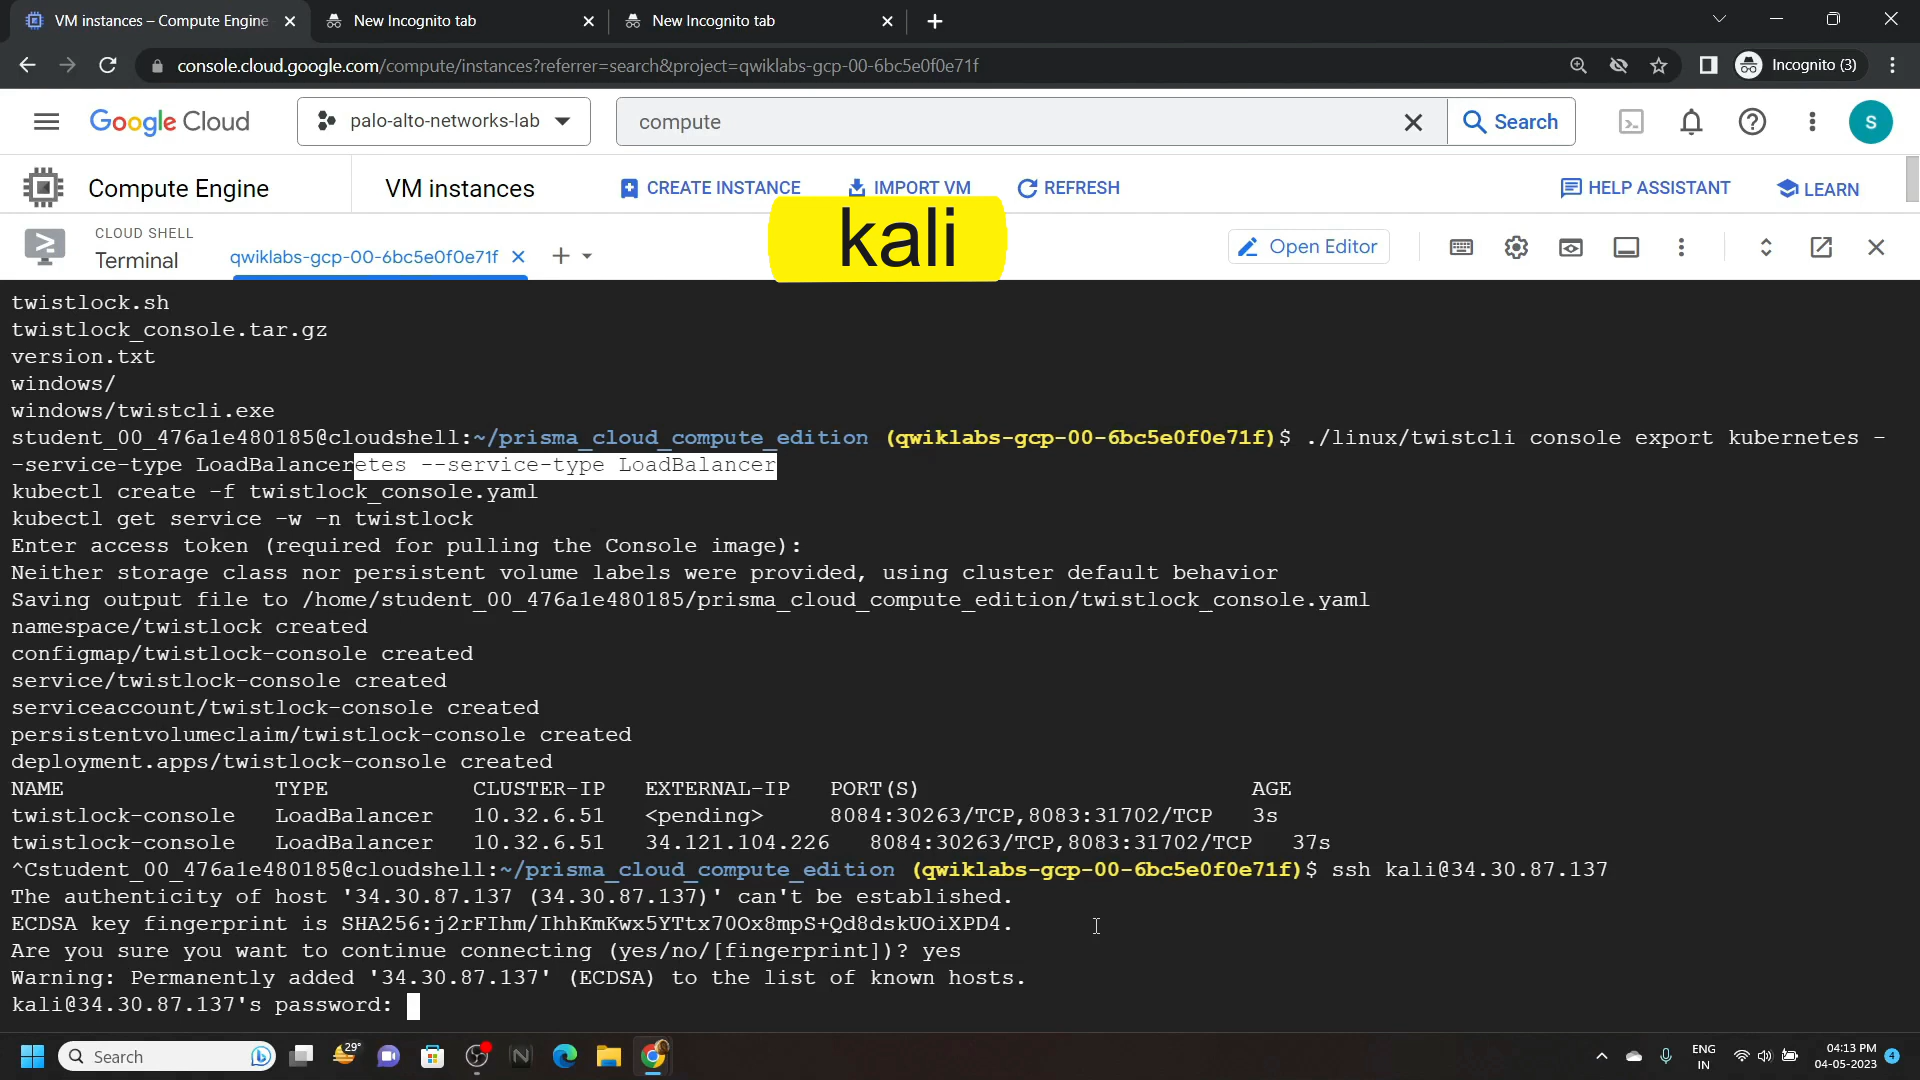 VM instances – Compute Engine
New Incognito tab
New Incognito tab
console.cloud.google.com/compute/instances?referrer=search&project=qwiklabs-gcp-00-6bc5e0f0e71f
Incognito (3)
Google Cloud
palo-alto-networks-lab
compute
Search
S
Compute Engine
VM instances
CREATE INSTANCE
IMPORT VM
REFRESH
HELP ASSISTANT
LEARN
kali
CLOUD SHELL
Terminal
qwiklabs-gcp-00-6bc5e0f0e71f
Open Editor
twistlock.sh
twistlock_console.tar.gz
version.txt
windows/
windows/twistcli.exe
student_00_476a1e480185@cloudshell:~/prisma_cloud_compute_edition (qwiklabs-gcp-00-6bc5e0f0e71f)$ ./linux/twistcli console export kubernetes -
-service-type LoadBalanceretes --service-type LoadBalancer
kubectl create -f twistlock_console.yaml
kubectl get service -w -n twistlock
Enter access token (required for pulling the Console image):
Neither storage class nor persistent volume labels were provided, using cluster default behavior
Saving output file to /home/student_00_476a1e480185/prisma_cloud_compute_edition/twistlock_console.yaml
namespace/twistlock created
configmap/twistlock-console created
service/twistlock-console created
serviceaccount/twistlock-console created
persistentvolumeclaim/twistlock-console created
deployment.apps/twistlock-console created
NAME TYPE CLUSTER-IP EXTERNAL-IP PORT(S) AGE
twistlock-console LoadBalancer 10.32.6.51 <pending> 8084:30263/TCP,8083:31702/TCP 3s
twistlock-console LoadBalancer 10.32.6.51 34.121.104.226 8084:30263/TCP,8083:31702/TCP 37s
^Cstudent_00_476a1e480185@cloudshell:~/prisma_cloud_compute_edition (qwiklabs-gcp-00-6bc5e0f0e71f)$ ssh kali@34.30.87.137
The authenticity of host '34.30.87.137 (34.30.87.137)' can't be established.
ECDSA key fingerprint is SHA256:j2rFIhm/IhhKmKwx5YTtx70Ox8mpS+Qd8dskUOiXPD4.
Are you sure you want to continue connecting (yes/no/[fingerprint])? yes
Warning: Permanently added '34.30.87.137' (ECDSA) to the list of known hosts.
kali@34.30.87.137's password:
Search
29°
ENG
IN
04:13 PM
04-05-2023
4